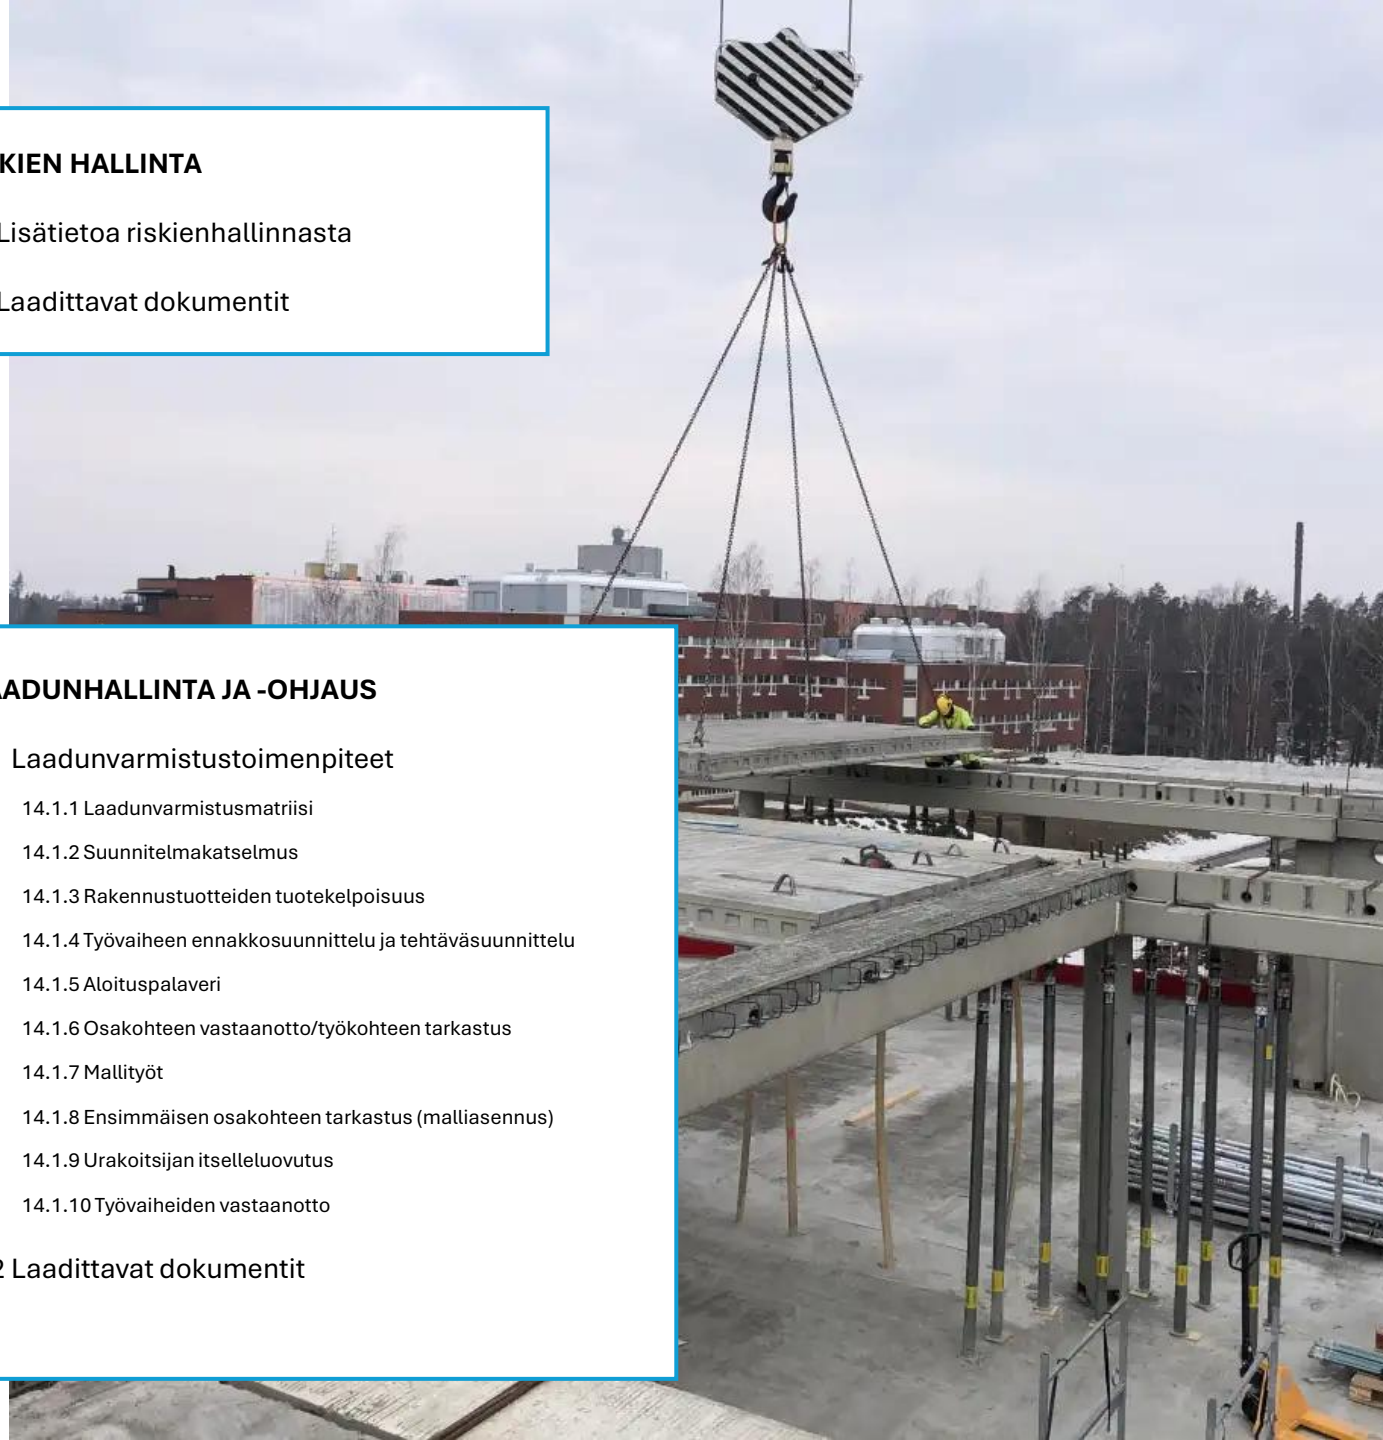 KIEN HALLINTA
Lisätietoa riskienhallinnasta
Laadittavat dokumentit
ADUNHALLINTA JA -OHJAUS
Laadunvarmistustoimenpiteet
14.1.1 Laadunvarmistusmatriisi
14.1.2 Suunnitelmakatselmus
14.1.3 Rakennustuotteiden tuotekelpoisuus
14.1.4 Työvaiheen ennakkosuunnittelu ja tehtäväsuunnittelu
14.1.5 Aloituspalaveri
14.1.6 Osakohteen vastaanotto/työkohteen tarkastus
14.1.7 Mallityöt
14.1.8 Ensimmäisen osakohteen tarkastus (malliasennus)
14.1.9 Urakoitsijan itselleluovutus
14.1.10 Työvaiheiden vastaanotto
2 Laadittavat dokumentit